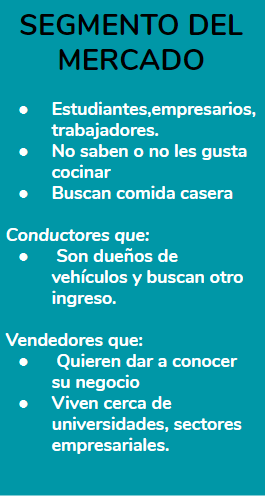 SEGMENTO DEL
MERCADO
● Estudiantes,empresarios,
trabajadores.
● No saben o no les gusta
cocinar
● Buscan comida casera
Conductores que:
● Son dueños de
vehículos y buscan otro
ingreso.
Vendedores que:
● Quieren dar a conocer
su negocio
● Viven cerca de
universidades, sectores
empresariales.